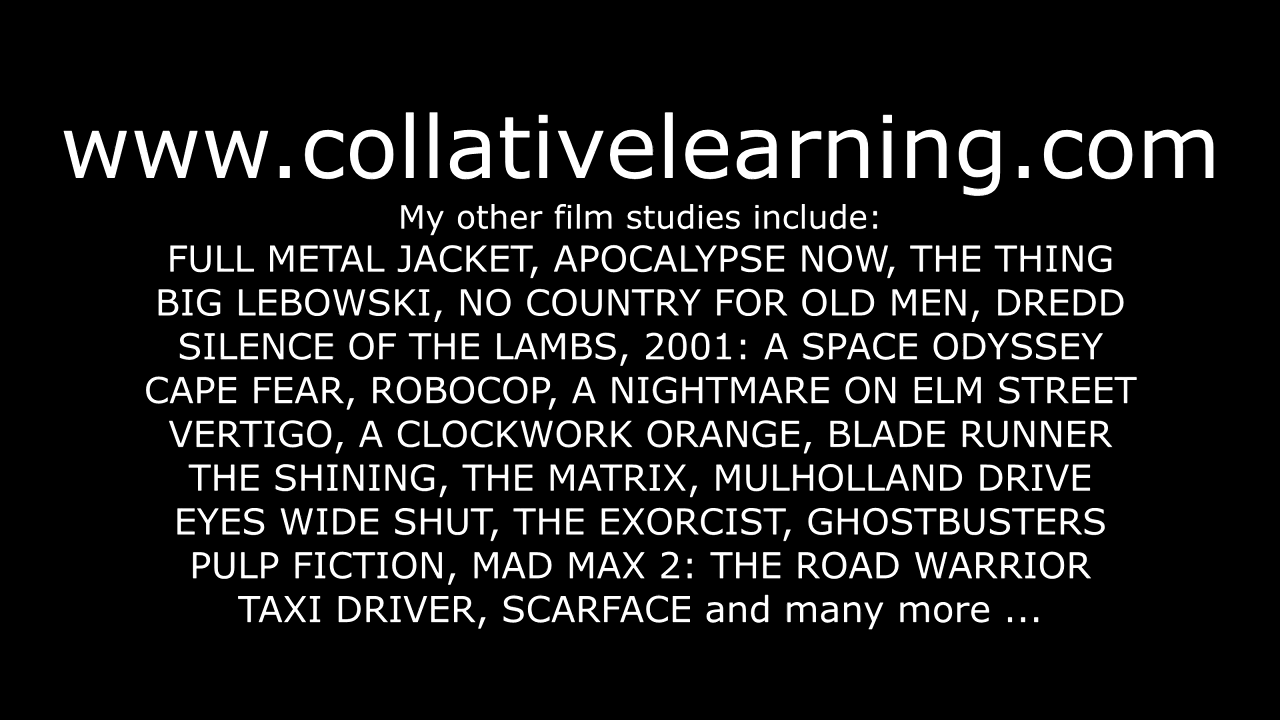 www.collativelearning.com
My other film studies include:
FULL METAL JACKET, APOCALYPSE NOW, THE THING
BIG LEBOWSKI, NO COUNTRY FOR OLD MEN, DREDD
SILENCE OF THE LAMBS, 2001: A SPACE ODYSSEY
CAPE FEAR, ROBOCOP, A NIGHTMARE ON ELM STREET
VERTIGO, A CLOCKWORK ORANGE, BLADE RUNNER
THE SHINING, THE MATRIX, MULHOLLAND DRIVE
EYES WIDE SHUT, THE EXORCIST, GHOSTBUSTERS
PULP FICTION, MAD MAX 2: THE ROAD WARRIOR
TAXI DRIVER, SCARFACE and many more ...